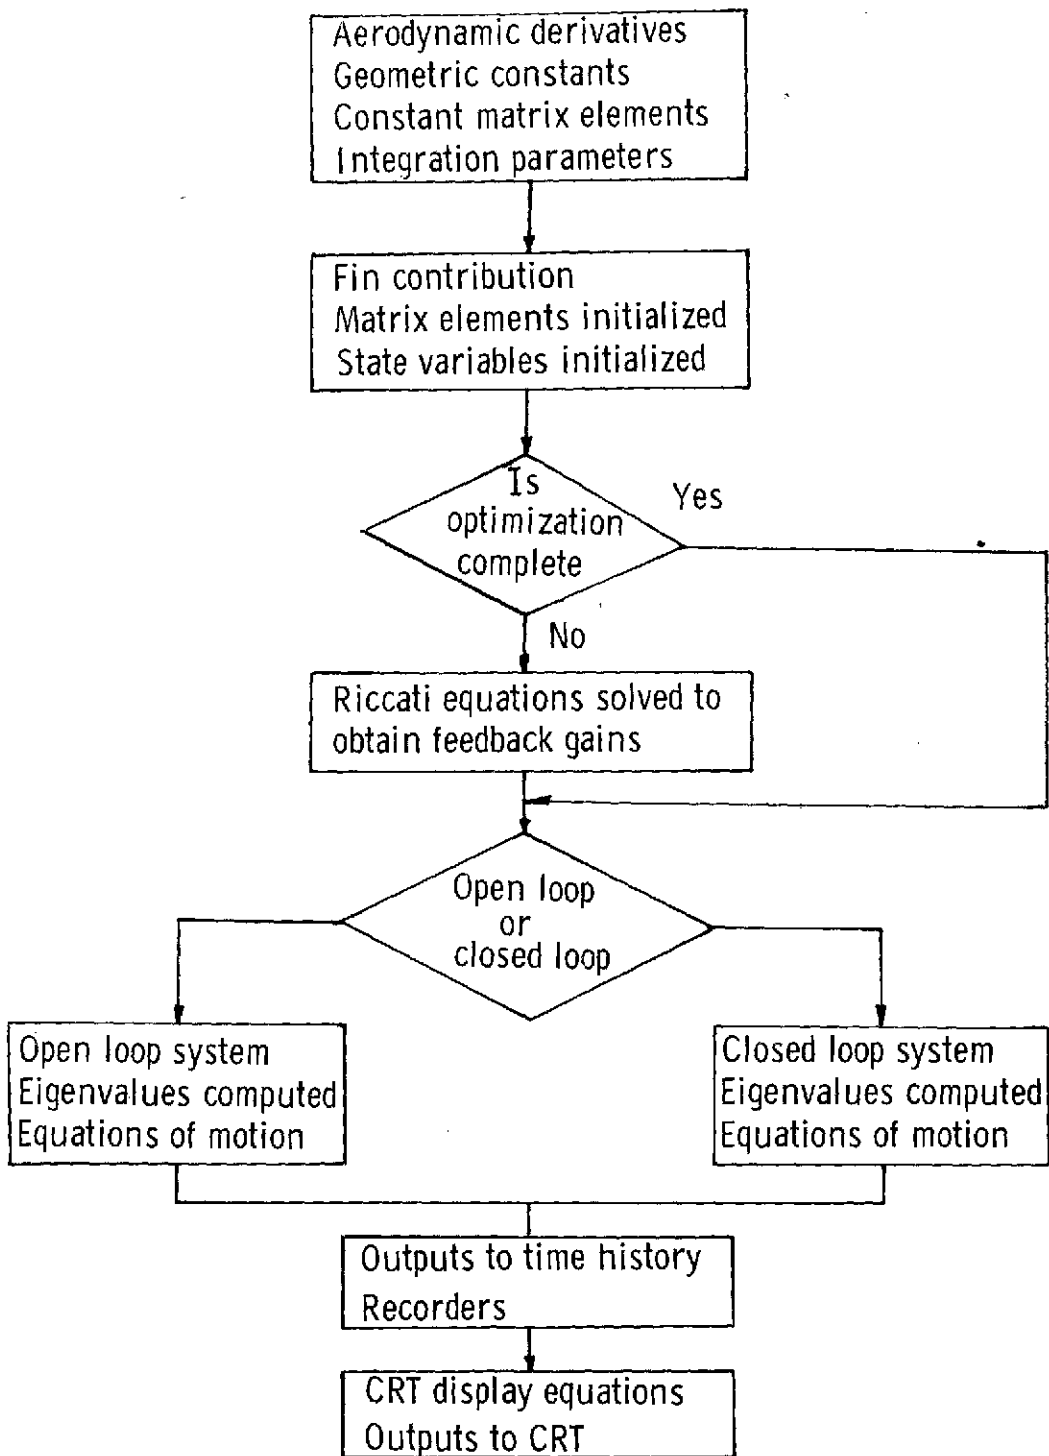 Aerodynamic derivatives
Geometric constants
Constant matrix elements
Integration parameters
Fin contribution
Matrix elements initialized
State variables initialized
Is
optimization
complete
Yes
No
Riccati equations solved to
obtain feedback gains
Open loop
or
closed loop
Open loop system
Eigenvalues computed
Equations of motion
Closed loop system
Eigenvalues computed
Equations of motion
Outputs to time history
Recorders
CRT display equations
Outputs to CRT